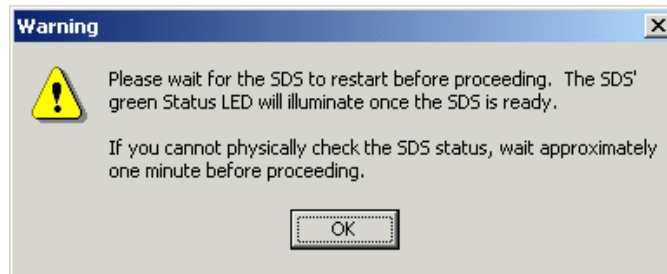 Warning
Please wait for the SDS to restart before proceeding.  The SDS'
green Status LED will illuminate once the SDS is ready.
If you cannot physically check the SDS status, wait approximately
one minute before proceeding.
OK